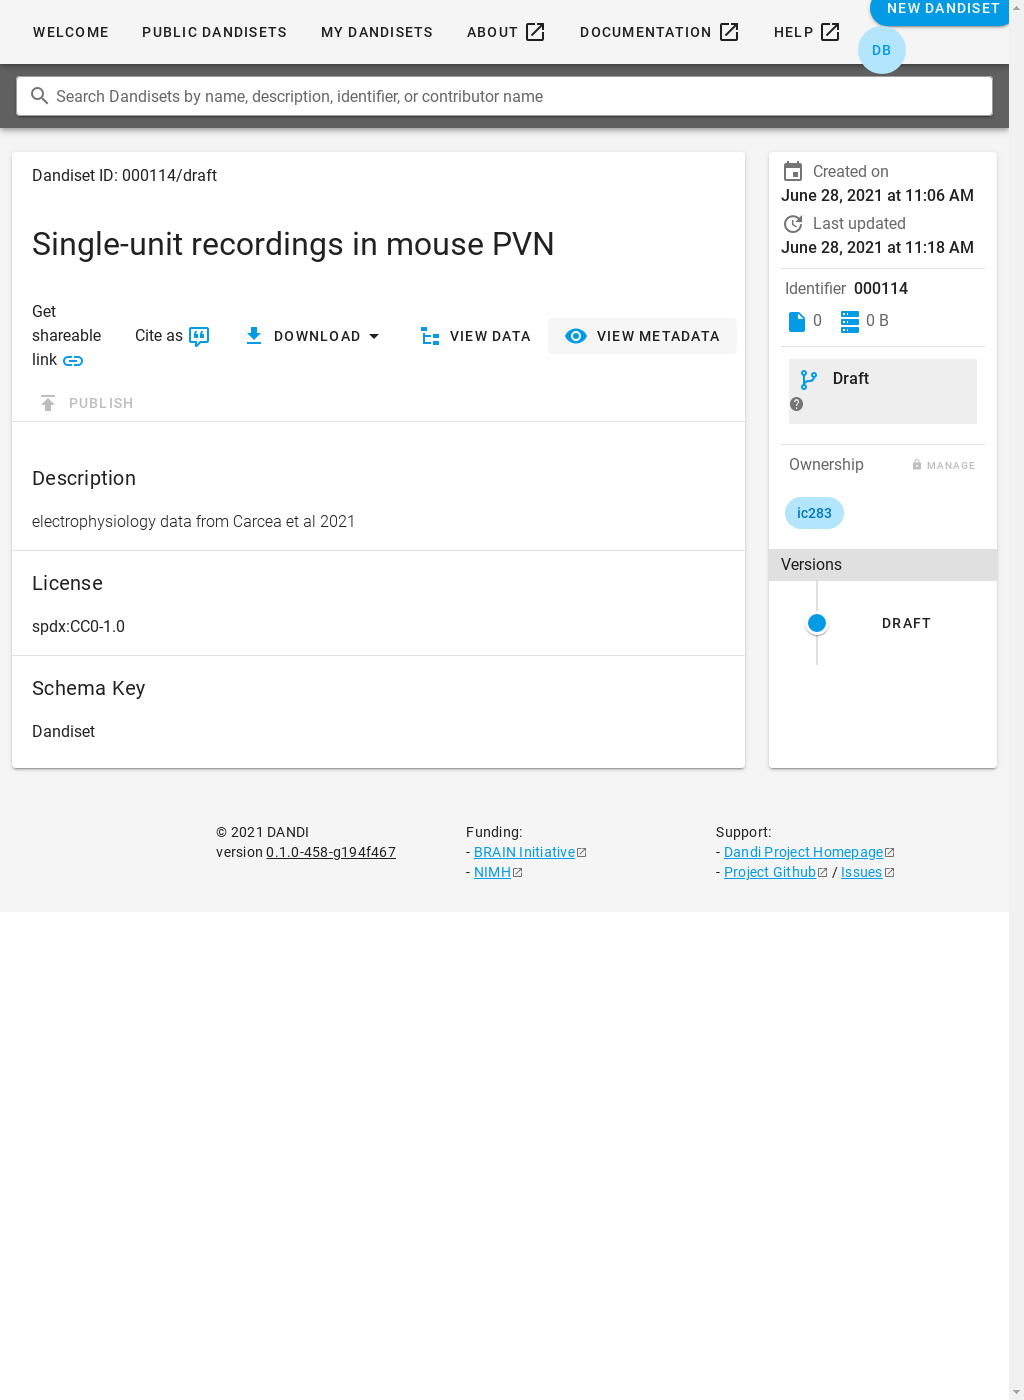 WELCOME PUBLIC DANDISETS MY DANDISETS ABOUT DOCUMENTATION HELP NEW DANDISET
DB
Search Dandisets by name, description, identifier, or contributor name
Dandiset ID: 000114/draft
Single-unit recordings in mouse PVN
Get
shareable
link
Cite as
DOWNLOAD
VIEW DATA
VIEW METADATA
PUBLISH
Description
electrophysiology data from Carcea et al 2021
License
spdx:CC0-1.0
Schema Key
Dandiset
Created on
June 28, 2021 at 11:06 AM
Last updated
June 28, 2021 at 11:18 AM
Identifier 000114
0 0 B
Draft
Ownership MANAGE
ic283
Versions
DRAFT
© 2021 DANDI
version 0.1.0-458-g194f467
Funding:
- BRAIN Initiative
- NIMH
Support:
- Dandi Project Homepage
- Project Github / Issues